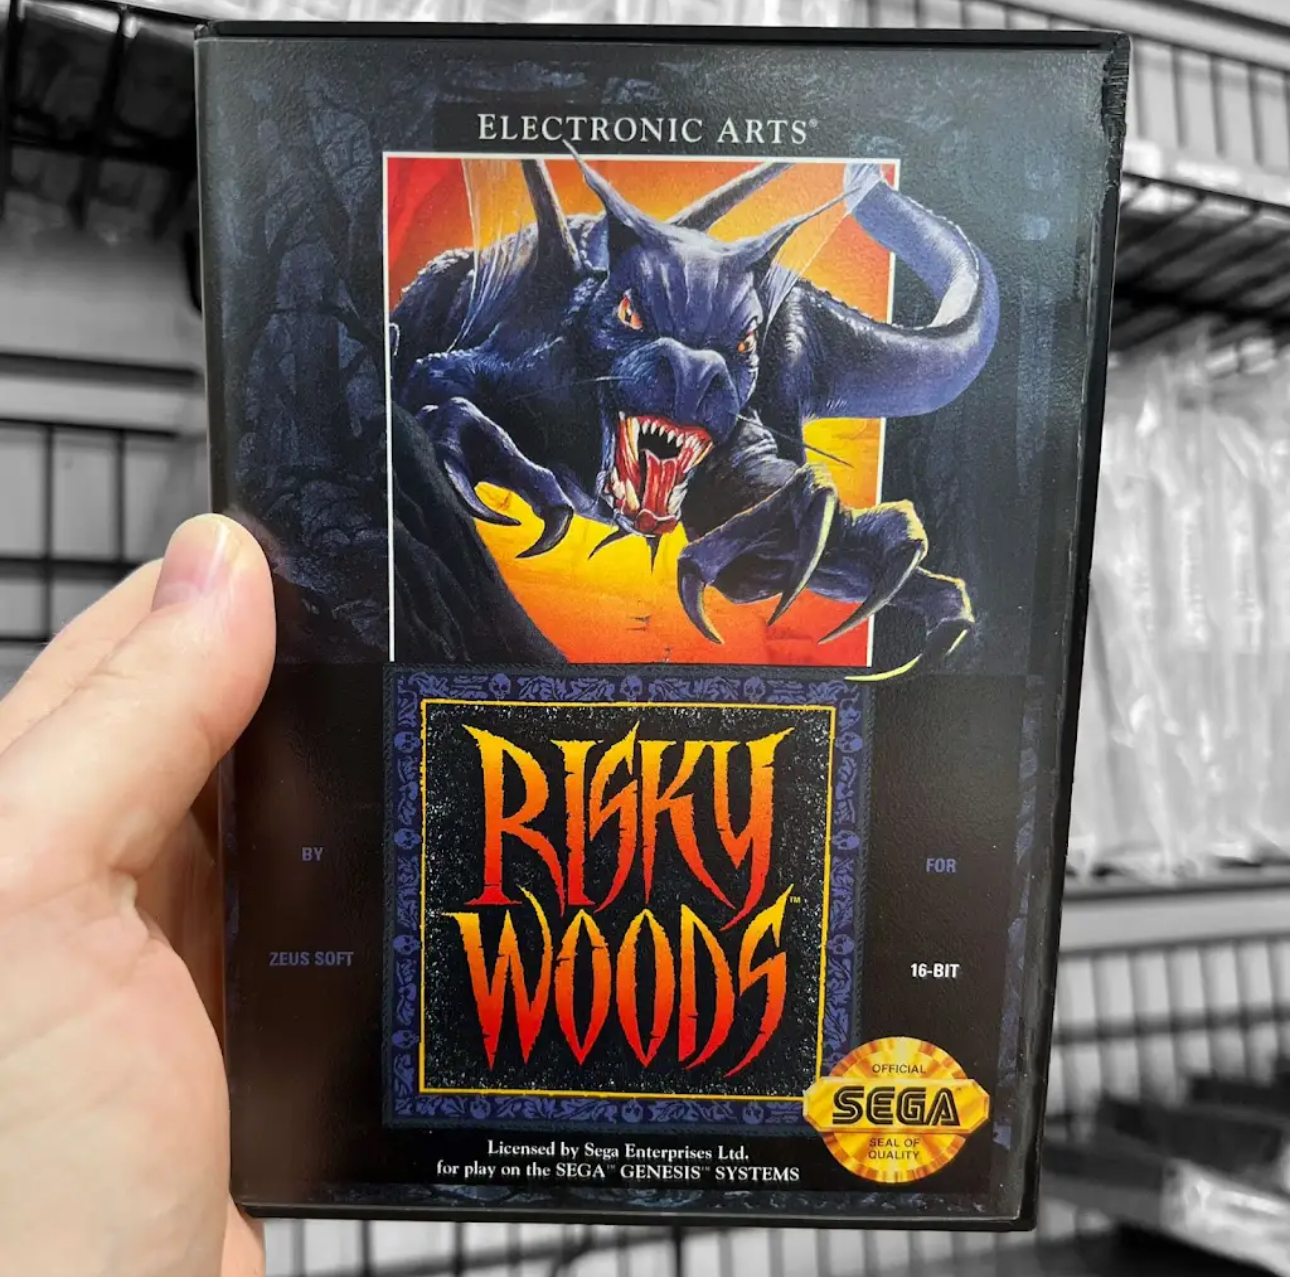 ELECTRONIC ARTS®
RISKY
WOODS™
BY
ZEUS SOFT
FOR
16-BIT
OFFICIAL
SEGA
SEAL OF
QUALITY
Licensed by Sega Enterprises Ltd.
for play on the SEGA™ GENESIS™ SYSTEMS